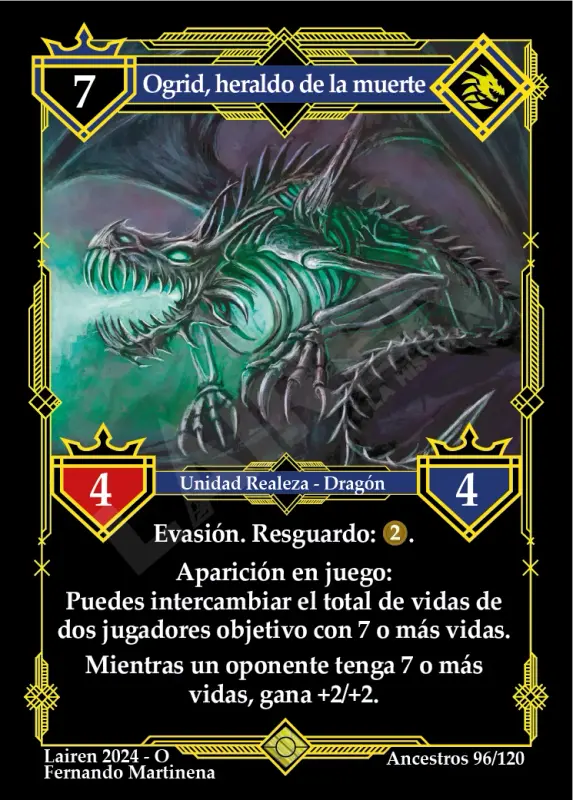 7
Ogrid, heraldo de la muerte
4
Unidad Realeza - Dragón
4
Evasión. Resguardo: 2.
Aparición en juego:
Puedes intercambiar el total de vidas de
dos jugadores objetivo con 7 o más vidas.
Mientras un oponente tenga 7 o más
vidas, gana +2/+2.
Lairen 2024 - O
Fernando Martinena
Ancestros 96/120